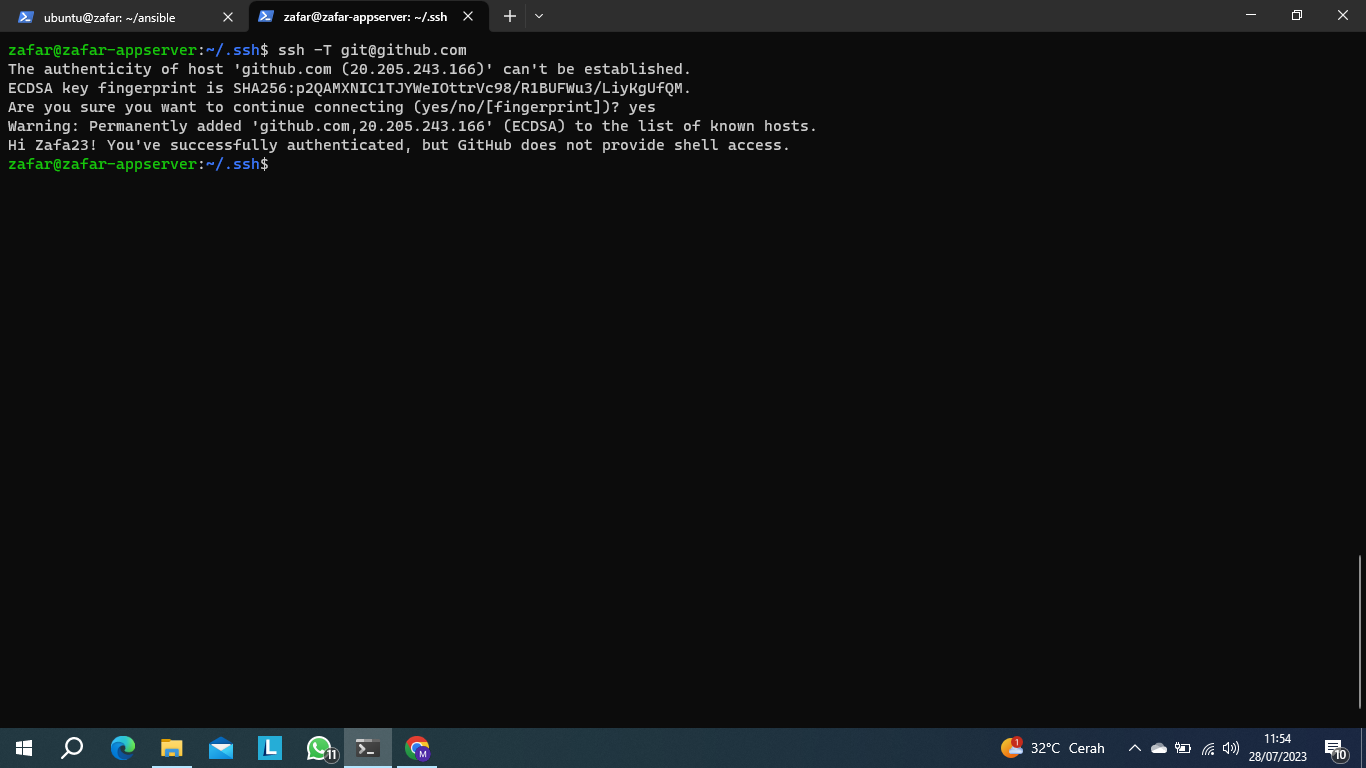 ubuntu@zafar: ~/ansible
zafar@zafar-appserver: ~/.ssh
zafar@zafar-appserver:~/.ssh$ ssh -T git@github.com
The authenticity of host 'github.com (20.205.243.166)' can't be established.
ECDSA key fingerprint is SHA256:p2QAMXNIC1TJYWeIOttrVc98/R1BUFWu3/LiyKgUfQM.
Are you sure you want to continue connecting (yes/no/[fingerprint])? yes
Warning: Permanently added 'github.com,20.205.243.166' (ECDSA) to the list of known hosts.
Hi Zafa23! You've successfully authenticated, but GitHub does not provide shell access.
zafar@zafar-appserver:~/.ssh$
L
11
M
1
32°C Cerah
11:54
28/07/2023
10